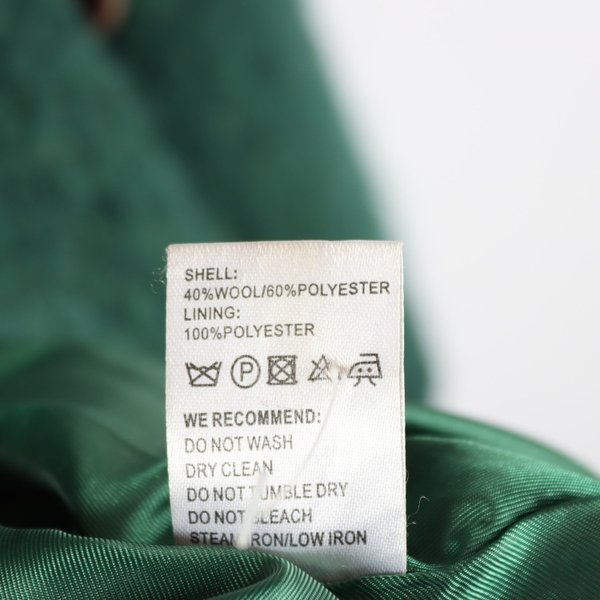 SHELL:
40%WOOL/60%POLYESTER
LINING:
100%POLYESTER
P
WE RECOMMEND:
DO NOT WASH
DRY CLEAN
DO NOT TUMBLE DRY
DO NOT BLEACH
STEAM IRON/LOW IRON